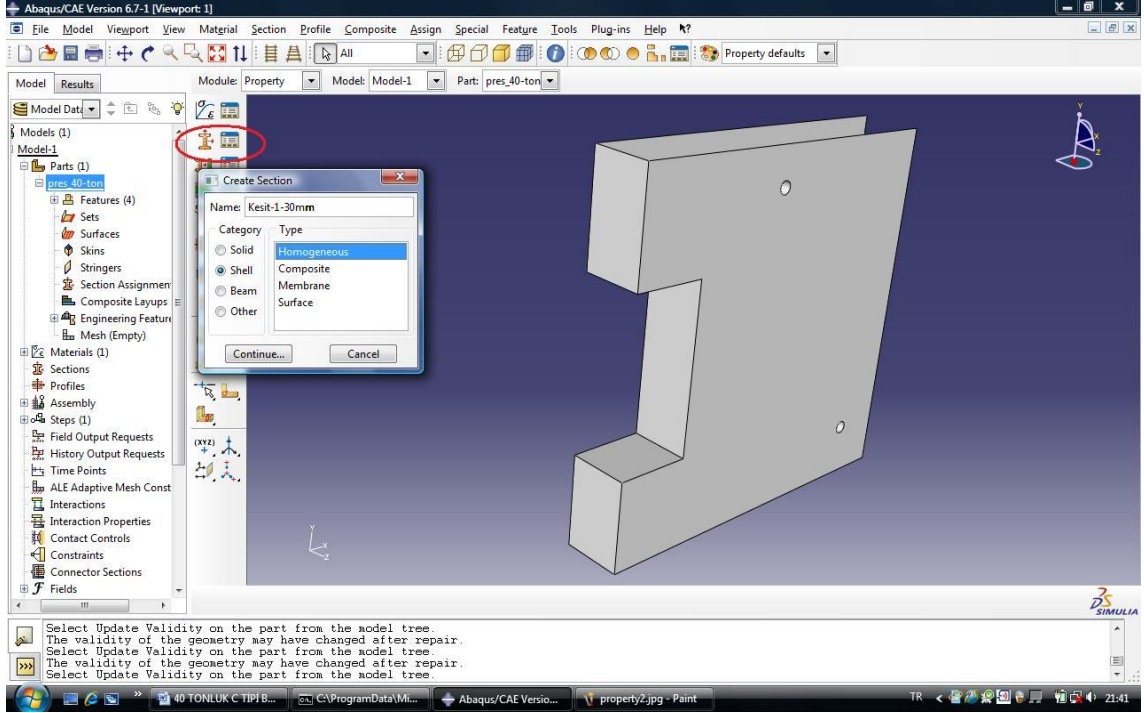 Abaqus/CAE Version 6.7-1 [Viewport: 1]
File Model Viewport View Material Section Profile Composite Assign Special Feature Tools Plug-ins Help
All
Property defaults
Model Results
Module: Property Model: Model-1 Part: pres_40-ton
Model Data
Models (1)
Model-1
Parts (1)
pres_40-ton
Features (4)
Sets
Surfaces
Skins
Stringers
Section Assignmen
Composite Layups
Engineering Feature
Mesh (Empty)
Materials (1)
Sections
Profiles
Assembly
Steps (1)
Field Output Requests
History Output Requests
Time Points
ALE Adaptive Mesh Const
Interactions
Interaction Properties
Contact Controls
Constraints
Connector Sections
Fields
Create Section
Name: Kesit-1-30mm
Category Type
Solid
Shell
Beam
Other
Homogeneous
Composite
Membrane
Surface
Continue... Cancel
(XYZ)
Y
X
Z
Y
X
Z
SIMULIA
Select Update Validity on the part from the model tree.
The validity of the geometry may have changed after repair.
Select Update Validity on the part from the model tree.
The validity of the geometry may have changed after repair.
Select Update Validity on the part from the model tree.
40 TONLUK C TİPİ B... C:\ProgramData\Mi... Abaqus/CAE Versio... property2.jpg - Paint TR 21:41